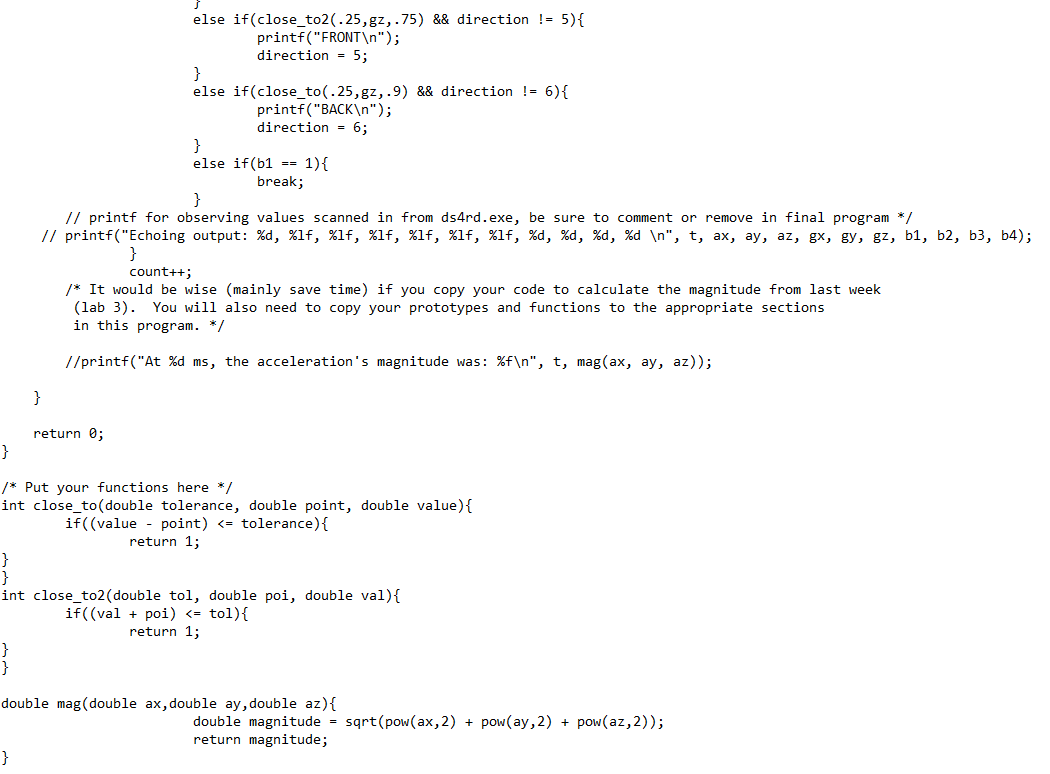 }
else if(close_to2(.25,gz,.75) && direction != 5){
printf("FRONT\n");
direction = 5;
}
else if(close_to(.25,gz,.9) && direction != 6){
printf("BACK\n");
direction = 6;
}
else if(b1 == 1){
break;
}
// printf for observing values scanned in from ds4rd.exe, be sure to comment or remove in final program */
// printf("Echoing output: %d, %lf, %lf, %lf, %lf, %lf, %lf, %d, %d, %d, %d \n", t, ax, ay, az, gx, gy, gz, b1, b2, b3, b4);
}
count++;
/* It would be wise (mainly save time) if you copy your code to calculate the magnitude from last week
(lab 3).  You will also need to copy your prototypes and functions to the appropriate sections
in this program. */
//printf("At %d ms, the acceleration's magnitude was: %f\n", t, mag(ax, ay, az));
}
return 0;
}
/* Put your functions here */
int close_to(double tolerance, double point, double value){
if((value - point) <= tolerance){
return 1;
}
}
int close_to2(double tol, double poi, double val){
if((val + poi) <= tol){
return 1;
}
}
double mag(double ax,double ay,double az){
double magnitude = sqrt(pow(ax,2) + pow(ay,2) + pow(az,2));
return magnitude;
}